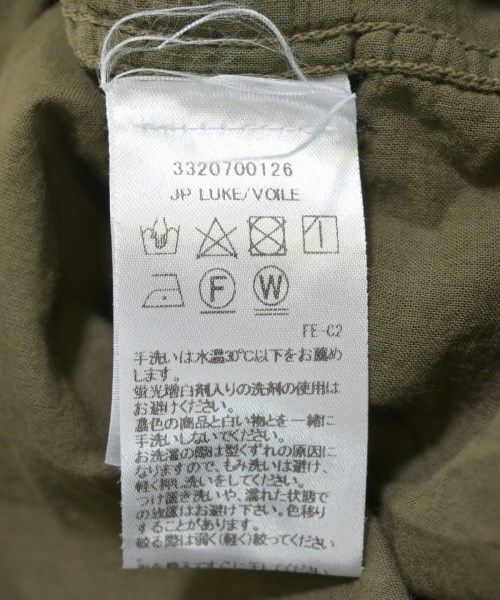 3320700126
JP LUKE/VOILE
F W
FE-C2
手洗いは水温30℃以下をお薦め
します。
蛍光増白剤入りの洗剤の使用は
お避けください。
濃色の商品と白い物とを一緒に
手洗いしないでください。
お洗濯の際は型くずれの原因に
なりますので、もみ洗いは避け、
軽く押し洗いをしてください。
つけ置き洗いや、濡れた状態で
の放置はお避け下さい。色移り
することがあります。
絞る際は弱く(軽く)絞ってください